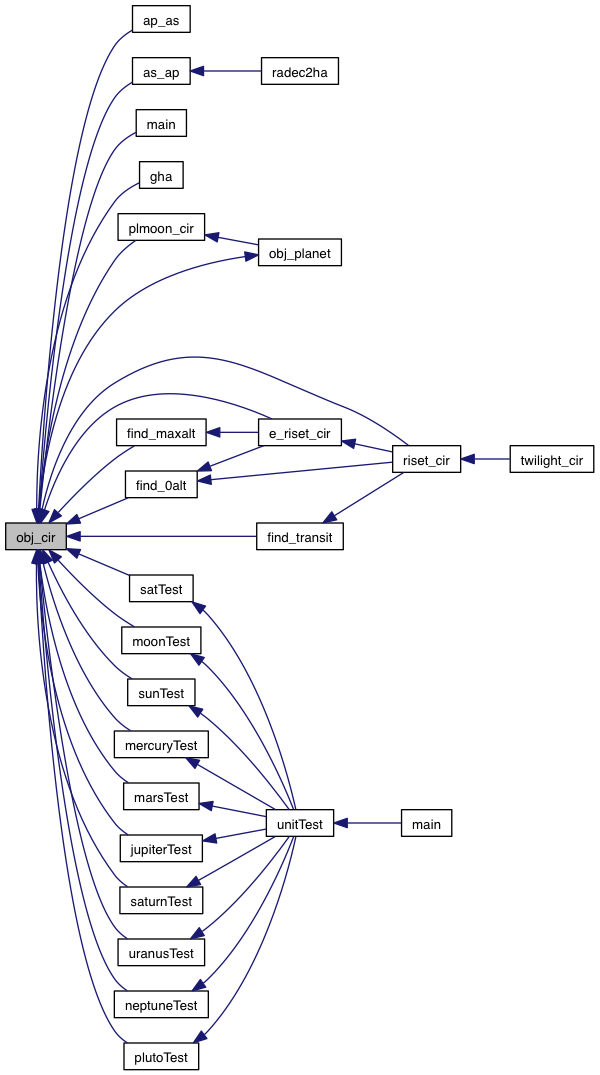 ap_as
as_ap
radec2ha
main
gha
plmoon_cir
obj_planet
find_maxalt
e_riset_cir
riset_cir
twilight_cir
find_0alt
obj_cir
find_transit
satTest
moonTest
sunTest
mercuryTest
marsTest
unitTest
main
jupiterTest
saturnTest
uranusTest
neptuneTest
plutoTest